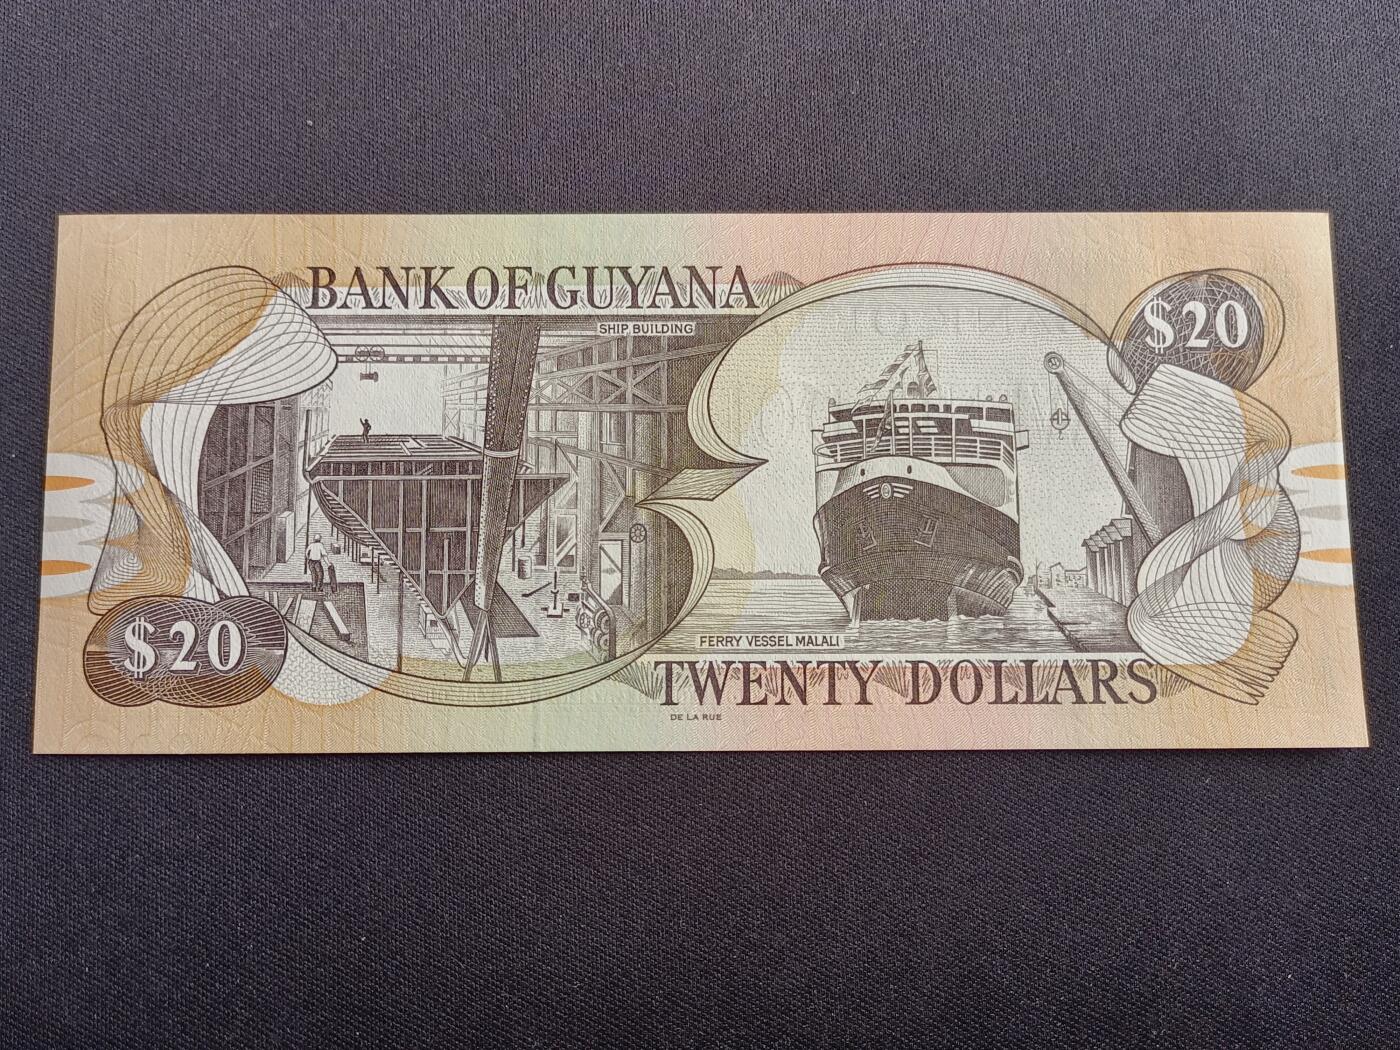 BANK OF GUYANA
SHIP BUILDING
$20
$20
FERRY VESSEL MALALI
TWENTY DOLLARS
DE LA RUE